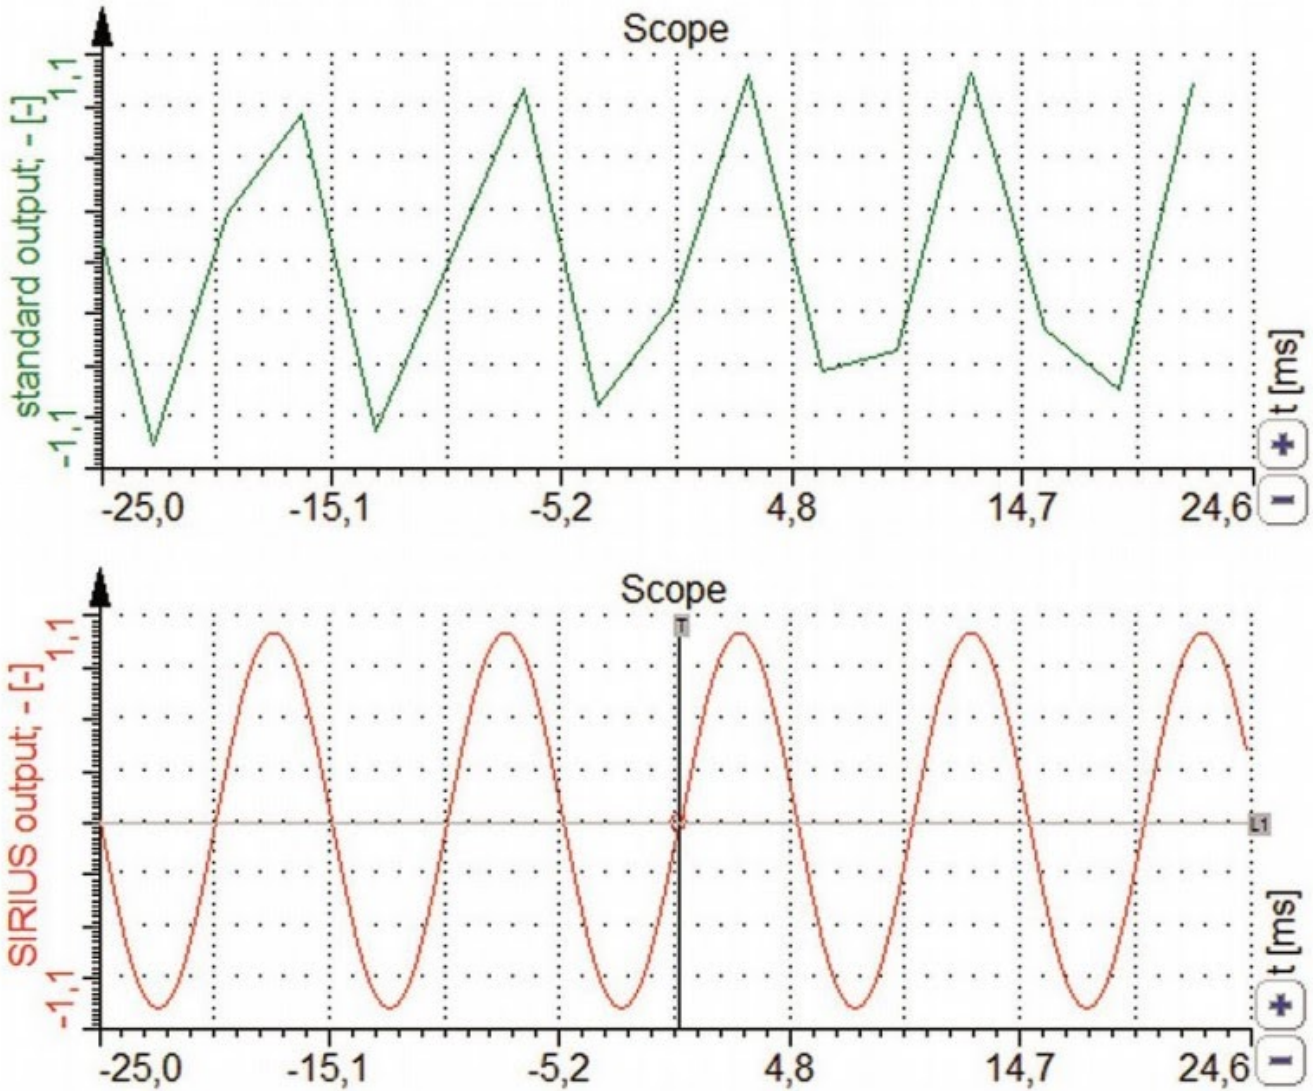 Scope
1,1
standard output; - [-]
-1,1
-25,0 -15,1 -5,2 4,8 14,7 24,6
t [ms]
+
-
Scope
T
1,1
SIRIUS output; - [-]
L1
-1,1
-25,0 -15,1 -5,2 4,8 14,7 24,6
t [ms]
+
-